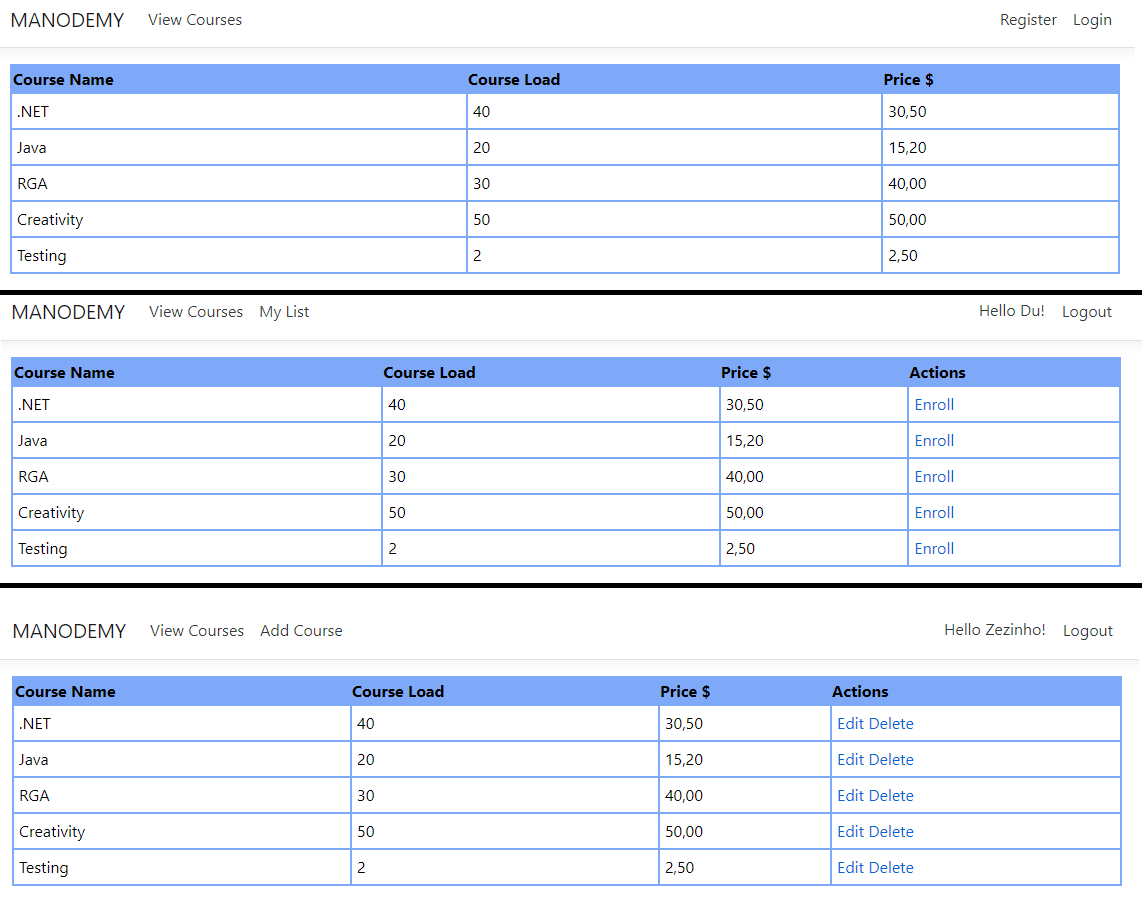 MANODEMY View Courses Register Login
Course Name Course Load Price $
.NET 40 30,50
Java 20 15,20
RGA 30 40,00
Creativity 50 50,00
Testing 2 2,50
MANODEMY View Courses My List Hello Du! Logout
Course Name Course Load Price $ Actions
.NET 40 30,50 Enroll
Java 20 15,20 Enroll
RGA 30 40,00 Enroll
Creativity 50 50,00 Enroll
Testing 2 2,50 Enroll
MANODEMY View Courses Add Course Hello Zezinho! Logout
Course Name Course Load Price $ Actions
.NET 40 30,50 Edit Delete
Java 20 15,20 Edit Delete
RGA 30 40,00 Edit Delete
Creativity 50 50,00 Edit Delete
Testing 2 2,50 Edit Delete